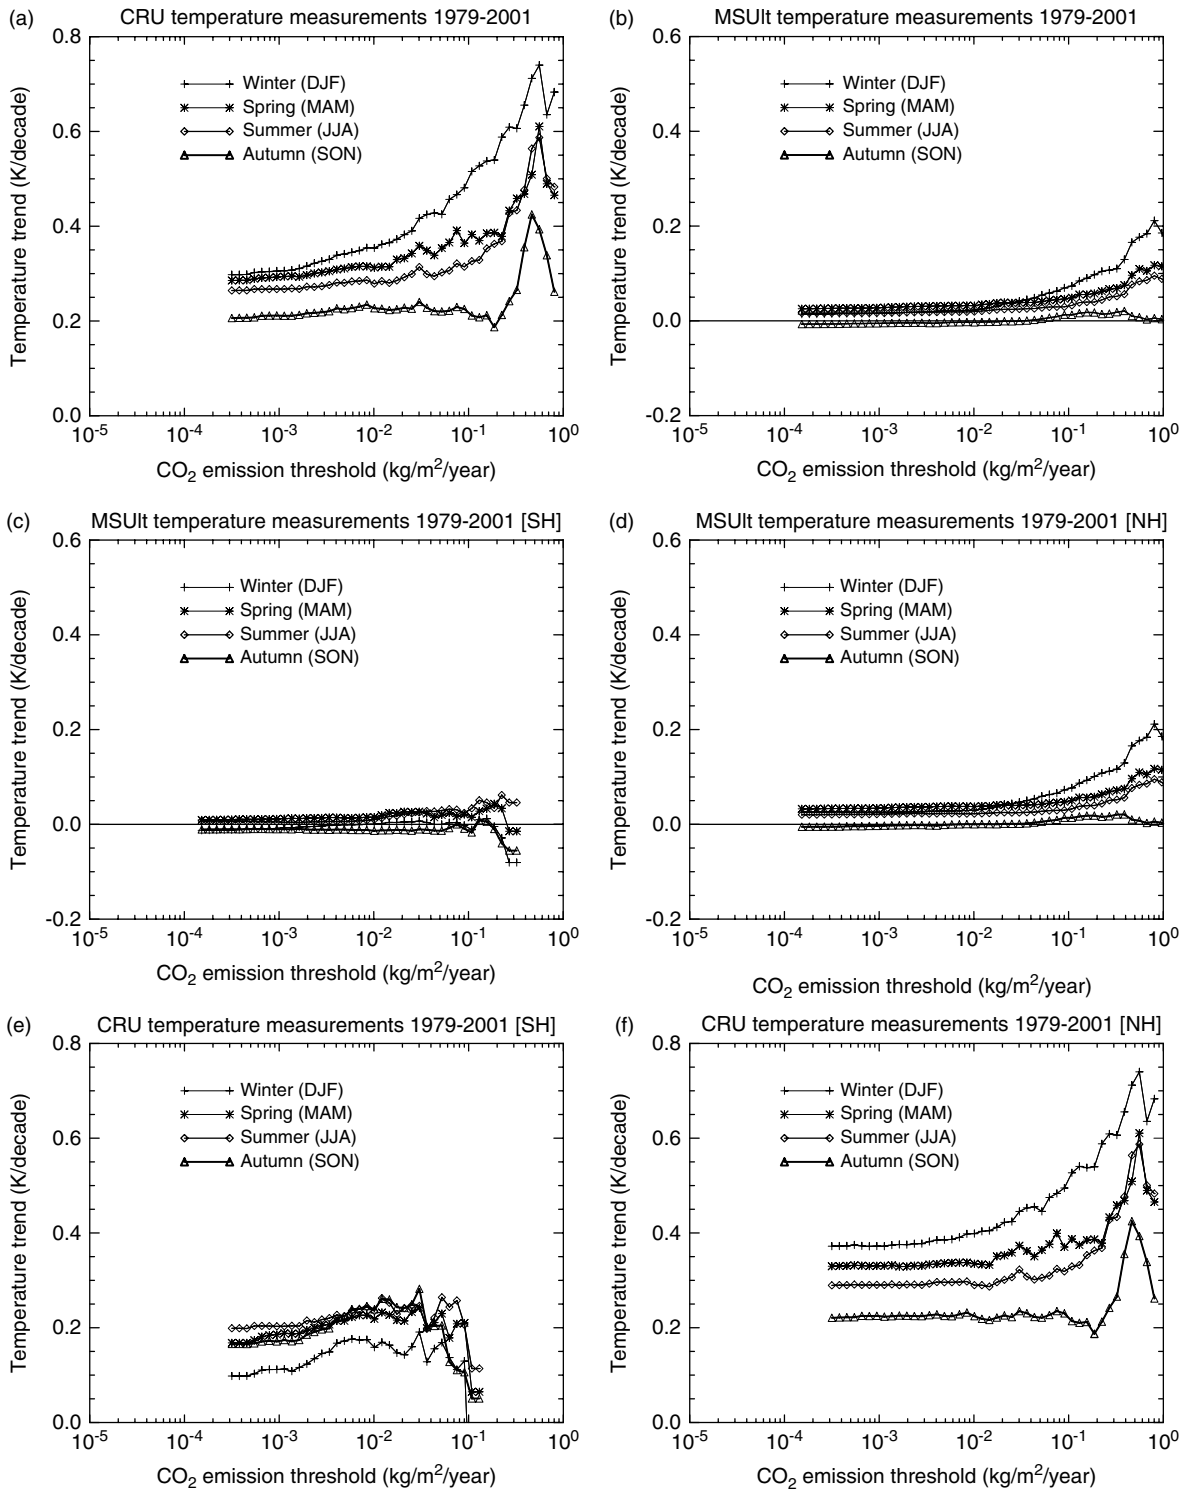 (a) CRU temperature measurements 1979-2001
Temperature trend (K/decade)
0.8
0.6
0.4
0.2
0.0
Winter (DJF)
Spring (MAM)
Summer (JJA)
Autumn (SON)
10-5 10-4 10-3 10-2 10-1 100
CO2 emission threshold (kg/m2/year)
(b) MSUlt temperature measurements 1979-2001
Temperature trend (K/decade)
0.6
0.4
0.2
0.0
-0.2
Winter (DJF)
Spring (MAM)
Summer (JJA)
Autumn (SON)
10-5 10-4 10-3 10-2 10-1 100
CO2 emission threshold (kg/m2/year)
(c) MSUlt temperature measurements 1979-2001 [SH]
Temperature trend (K/decade)
0.6
0.4
0.2
0.0
-0.2
Winter (DJF)
Spring (MAM)
Summer (JJA)
Autumn (SON)
10-5 10-4 10-3 10-2 10-1 100
CO2 emission threshold (kg/m2/year)
(d) MSUlt temperature measurements 1979-2001 [NH]
Temperature trend (K/decade)
0.6
0.4
0.2
0.0
-0.2
Winter (DJF)
Spring (MAM)
Summer (JJA)
Autumn (SON)
10-5 10-4 10-3 10-2 10-1 100
CO2 emission threshold (kg/m2/year)
(e) CRU temperature measurements 1979-2001 [SH]
Temperature trend (K/decade)
0.8
0.6
0.4
0.2
0.0
Winter (DJF)
Spring (MAM)
Summer (JJA)
Autumn (SON)
10-5 10-4 10-3 10-2 10-1 100
CO2 emission threshold (kg/m2/year)
(f) CRU temperature measurements 1979-2001 [NH]
Temperature trend (K/decade)
0.8
0.6
0.4
0.2
0.0
Winter (DJF)
Spring (MAM)
Summer (JJA)
Autumn (SON)
10-5 10-4 10-3 10-2 10-1 100
CO2 emission threshold (kg/m2/year)